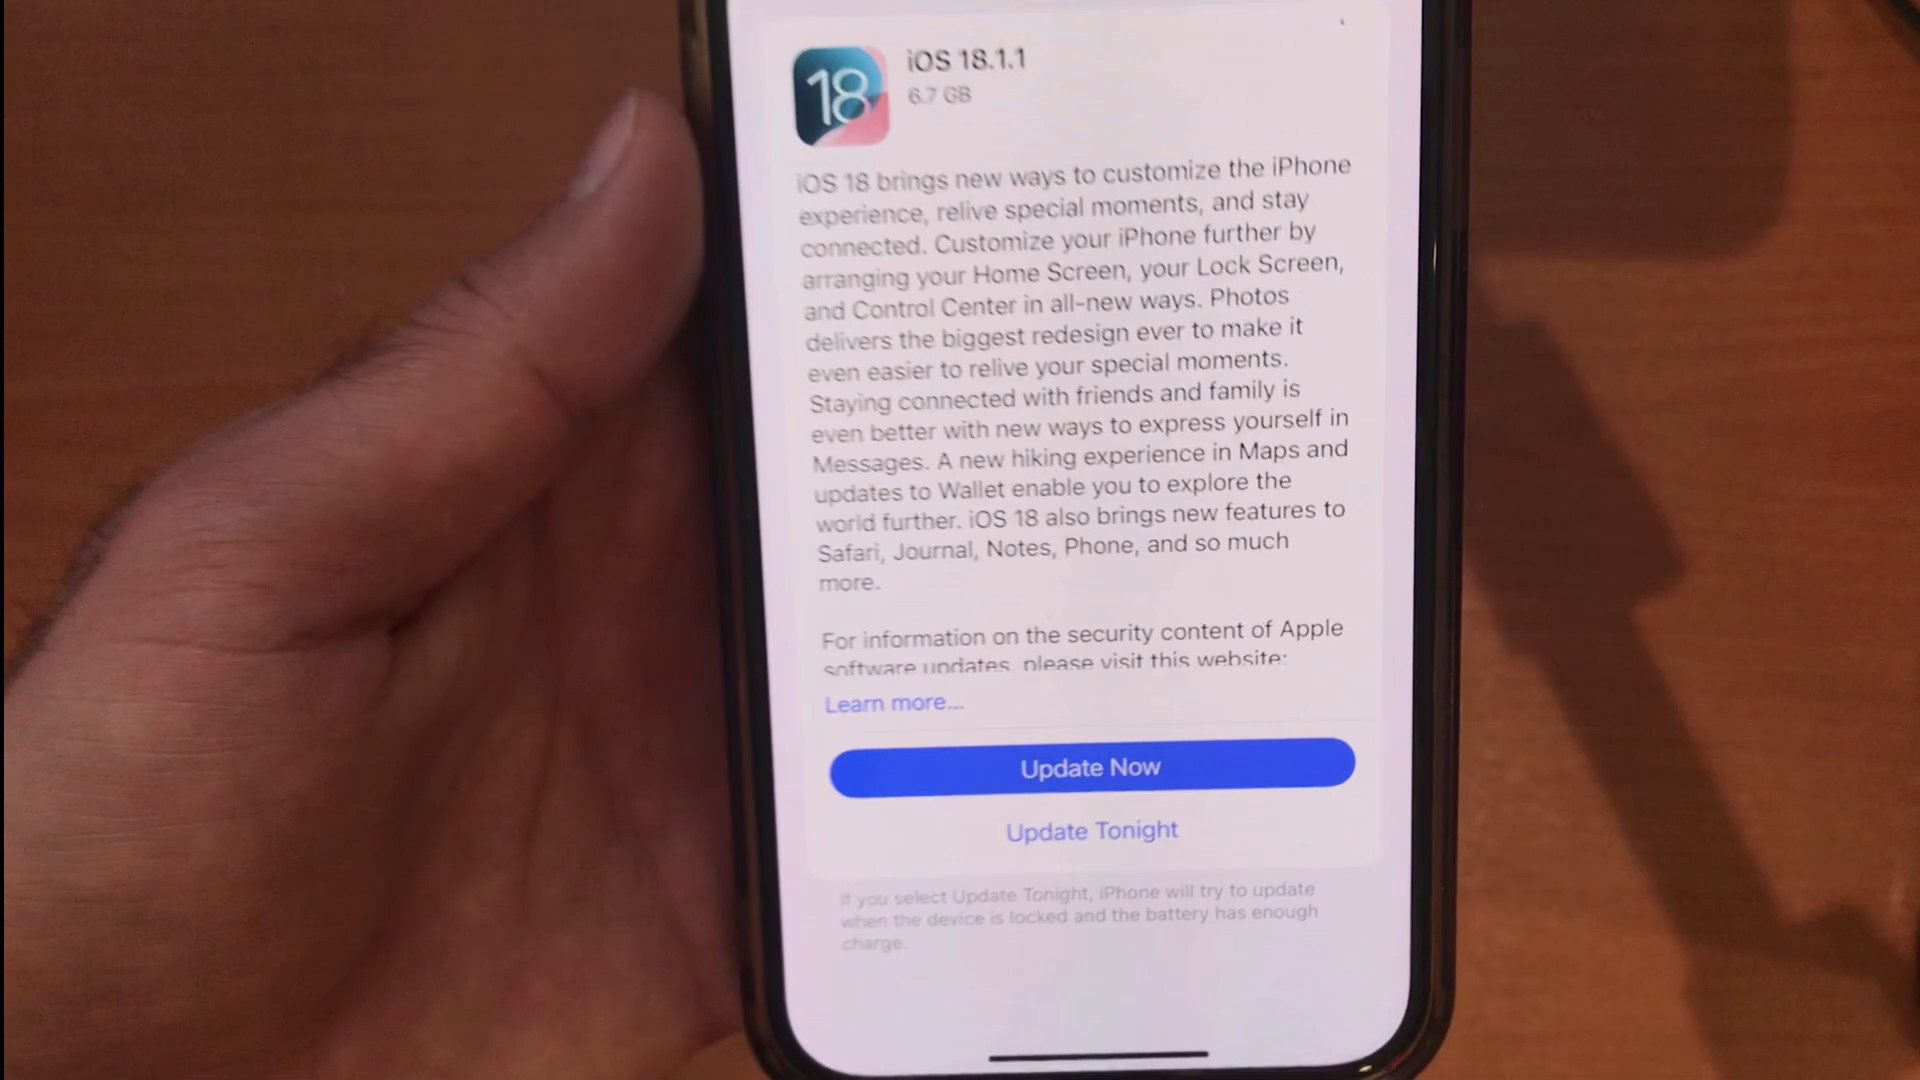 18
iOS 18.1.1
6.7 GB
iOS 18 brings new ways to customize the iPhone
experience, relive special moments, and stay
connected. Customize your iPhone further by
arranging your Home Screen, your Lock Screen,
and Control Center in all-new ways. Photos
delivers the biggest redesign ever to make it
even easier to relive your special moments.
Staying connected with friends and family is
even better with new ways to express yourself in
Messages. A new hiking experience in Maps and
updates to Wallet enable you to explore the
world further. iOS 18 also brings new features to
Safari, Journal, Notes, Phone, and so much
more.
For information on the security content of Apple
software updates, please visit this website:
Learn more...
Update Now
Update Tonight
If you select Update Tonight, iPhone will try to update
when the device is locked and the battery has enough
charge.